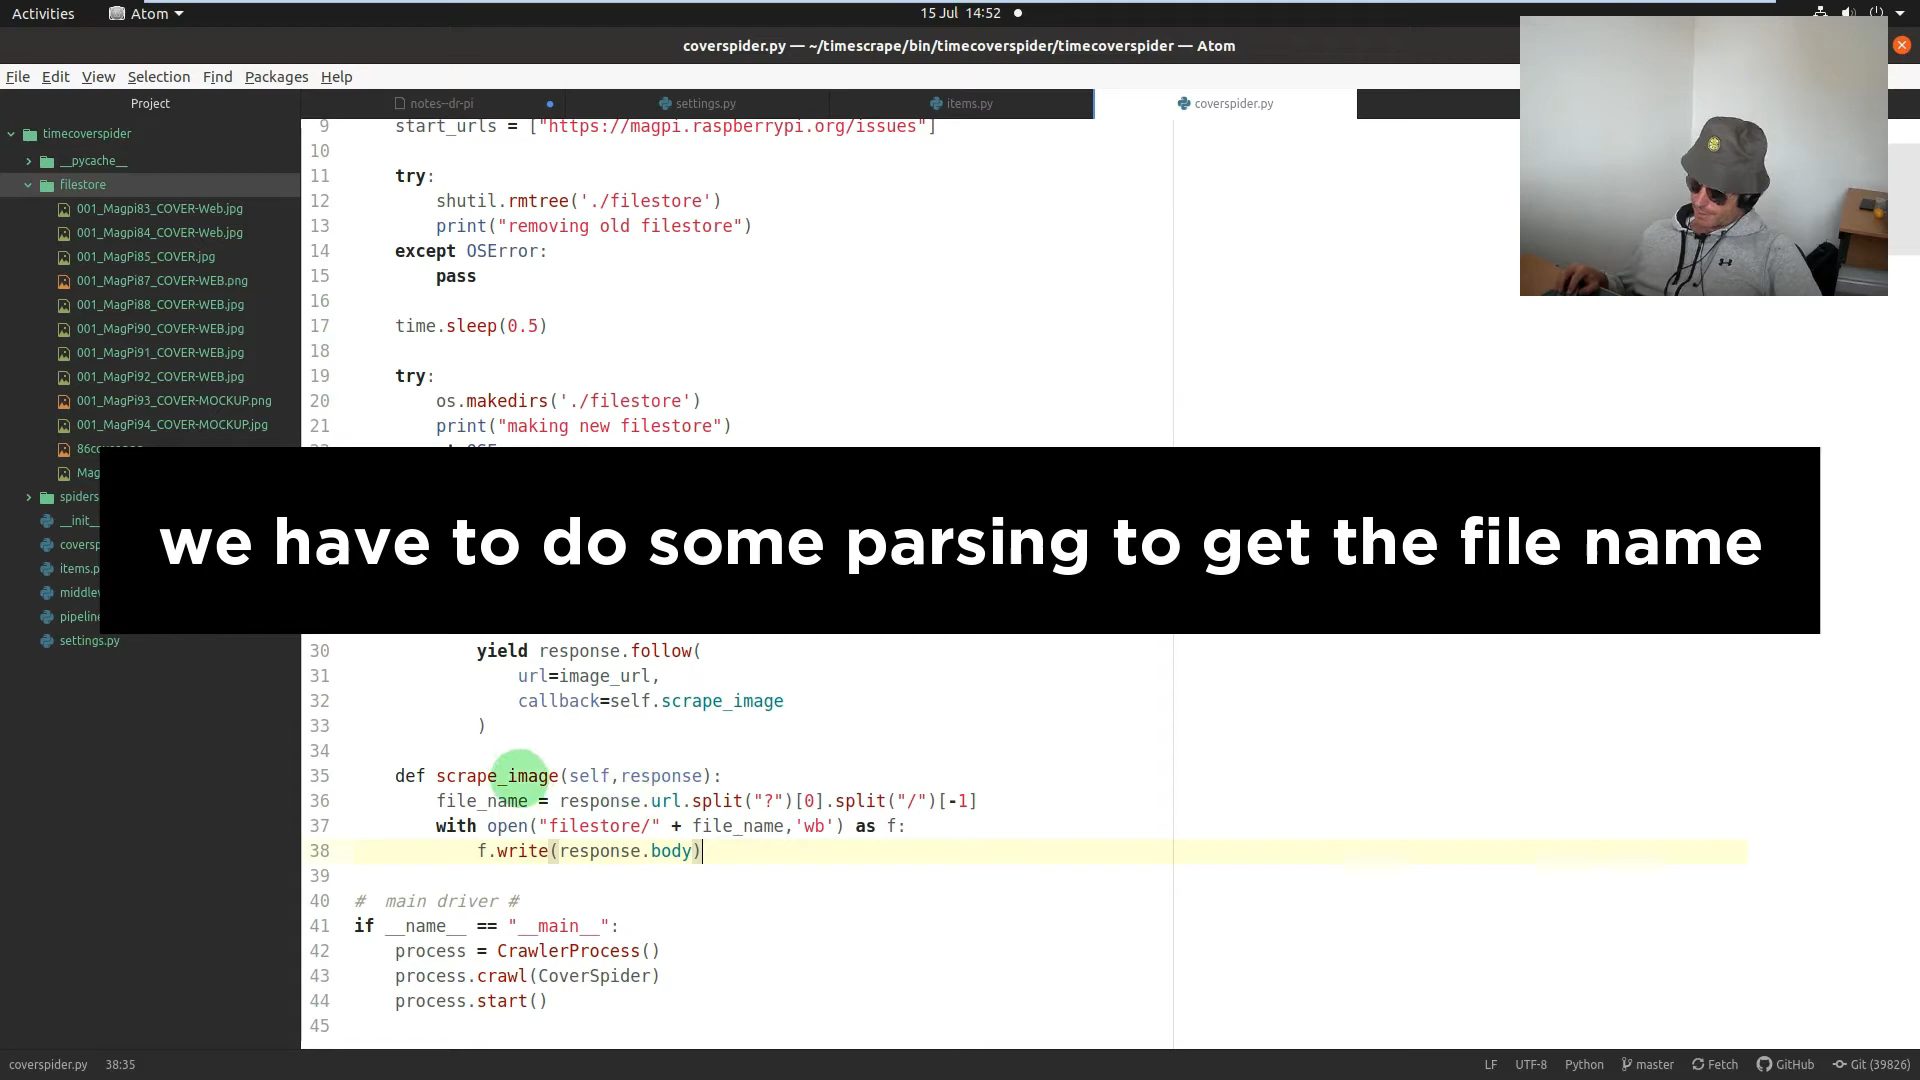 Activities
Atom
15 Jul 14:52
coverspider.py — ~/timescrape/bin/timecoverspider/timecoverspider — Atom
File Edit View Selection Find Packages Help
Project
notes--dr-pi
settings.py
items.py
coverspider.py
timecoverspider
__pycache__
filestore
001_Magpi83_COVER-Web.jpg
001_Magpi84_COVER-Web.jpg
001_Magpi85_COVER.jpg
001_MagPi87_COVER-WEB.png
001_MagPi88_COVER-WEB.jpg
001_MagPi90_COVER-WEB.jpg
001_MagPi91_COVER-WEB.jpg
001_MagPi92_COVER-WEB.jpg
001_MagPi93_COVER-MOCKUP.png
001_MagPi94_COVER-MOCKUP.jpg
Mag
spiders
__init__
coversp
items.p
middlew
pipeline
settings.py
9 start_urls = ["https://magpi.raspberrypi.org/issues"]
10
11 try:
12 shutil.rmtree('./filestore')
13 print("removing old filestore")
14 except OSError:
15 pass
16
17 time.sleep(0.5)
18
19 try:
20 os.makedirs('./filestore')
21 print("making new filestore")
we have to do some parsing to get the file name
30 yield response.follow(
31 url=image_url,
32 callback=self.scrape_image
33 )
34
35 def scrape_image(self,response):
36 file_name = response.url.split("?")[0].split("/")[-1]
37 with open("filestore/" + file_name,'wb') as f:
38 f.write(response.body)
39
40 # main driver #
41 if __name__ == "__main__":
42 process = CrawlerProcess()
43 process.crawl(CoverSpider)
44 process.start()
45
coverspider.py 38:35
LF UTF-8 Python master Fetch GitHub Git (39826)